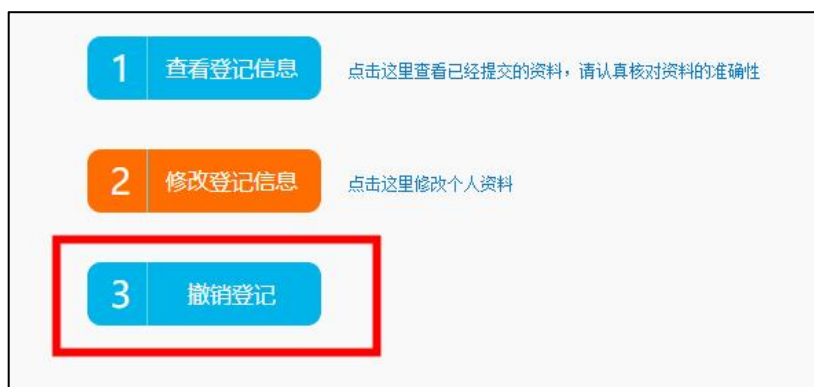 1 查看登记信息 点击这里查看已经提交的资料，请认真核对资料的准确性
2 修改登记信息 点击这里修改个人资料
3 撤销登记